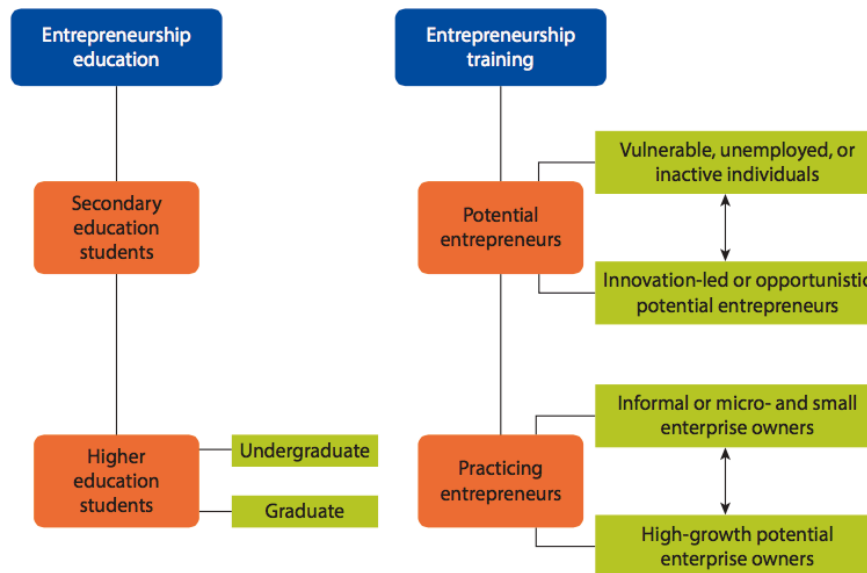 Entrepreneurship
education
Entrepreneurship
training
Secondary
education
students
Potential
entrepreneurs
Vulnerable, unemployed, or
inactive individuals
Innovation-led or opportunistic
potential entrepreneurs
Higher
education
students
Undergraduate
Graduate
Practicing
entrepreneurs
Informal or micro- and small
enterprise owners
High-growth potential
enterprise owners